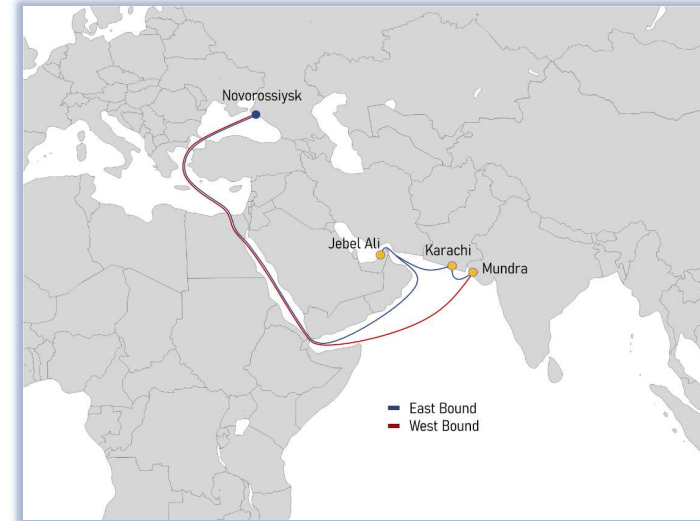 Novorossiysk
Jebel Ali
Karachi
Mundra
East Bound
West Bound